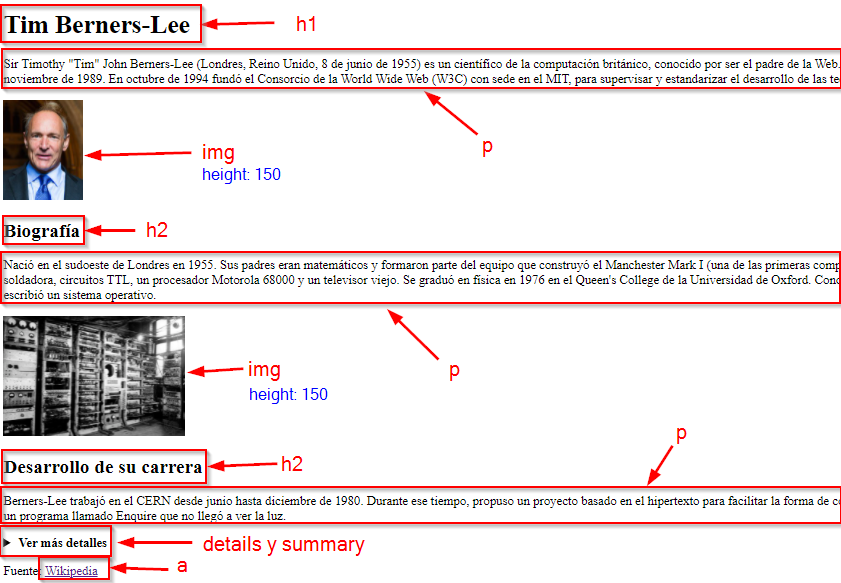 Tim Berners-Lee
h1
Sir Timothy "Tim" John Berners-Lee (Londres, Reino Unido, 8 de junio de 1955) es un científico de la computación británico, conocido por ser el padre de la Web.
noviembre de 1989. En octubre de 1994 fundó el Consorcio de la World Wide Web (W3C) con sede en el MIT, para supervisar y estandarizar el desarrollo de las te
p
img
height: 150
Biografía
h2
Nació en el sudoeste de Londres en 1955. Sus padres eran matemáticos y formaron parte del equipo que construyó el Manchester Mark I (una de las primeras comp
soldadora, circuitos TTL, un procesador Motorola 68000 y un televisor viejo. Se graduó en física en 1976 en el Queen's College de la Universidad de Oxford. Cono
escribió un sistema operativo.
img
p
height: 150
p
Desarrollo de su carrera
h2
Berners-Lee trabajó en el CERN desde junio hasta diciembre de 1980. Durante ese tiempo, propuso un proyecto basado en el hipertexto para facilitar la forma de c
un programa llamado Enquire que no llegó a ver la luz.
Ver más detalles
details y summary
Fuente: Wikipedia
a